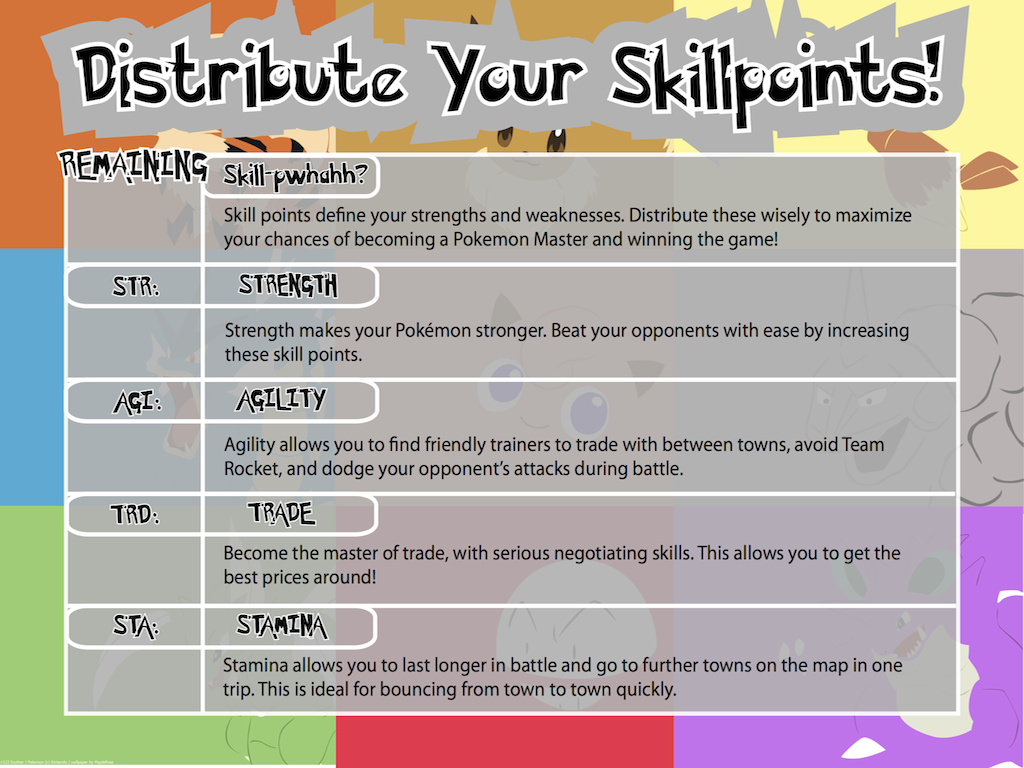 Distribute Your Skillpoints!
REMAINING
Skill-pwhahh?
Skill points define your strengths and weaknesses. Distribute these wisely to maximize
your chances of becoming a Pokemon Master and winning the game!
STR:
STRENGTH
Strength makes your Pokémon stronger. Beat your opponents with ease by increasing
these skill points.
AGI:
AGILITY
Agility allows you to find friendly trainers to trade with between towns, avoid Team
Rocket, and dodge your opponent's attacks during battle.
TRD:
TRADE
Become the master of trade, with serious negotiating skills. This allows you to get the
best prices around!
STA:
STAMINA
Stamina allows you to last longer in battle and go to further towns on the map in one
trip. This is ideal for bouncing from town to town quickly.